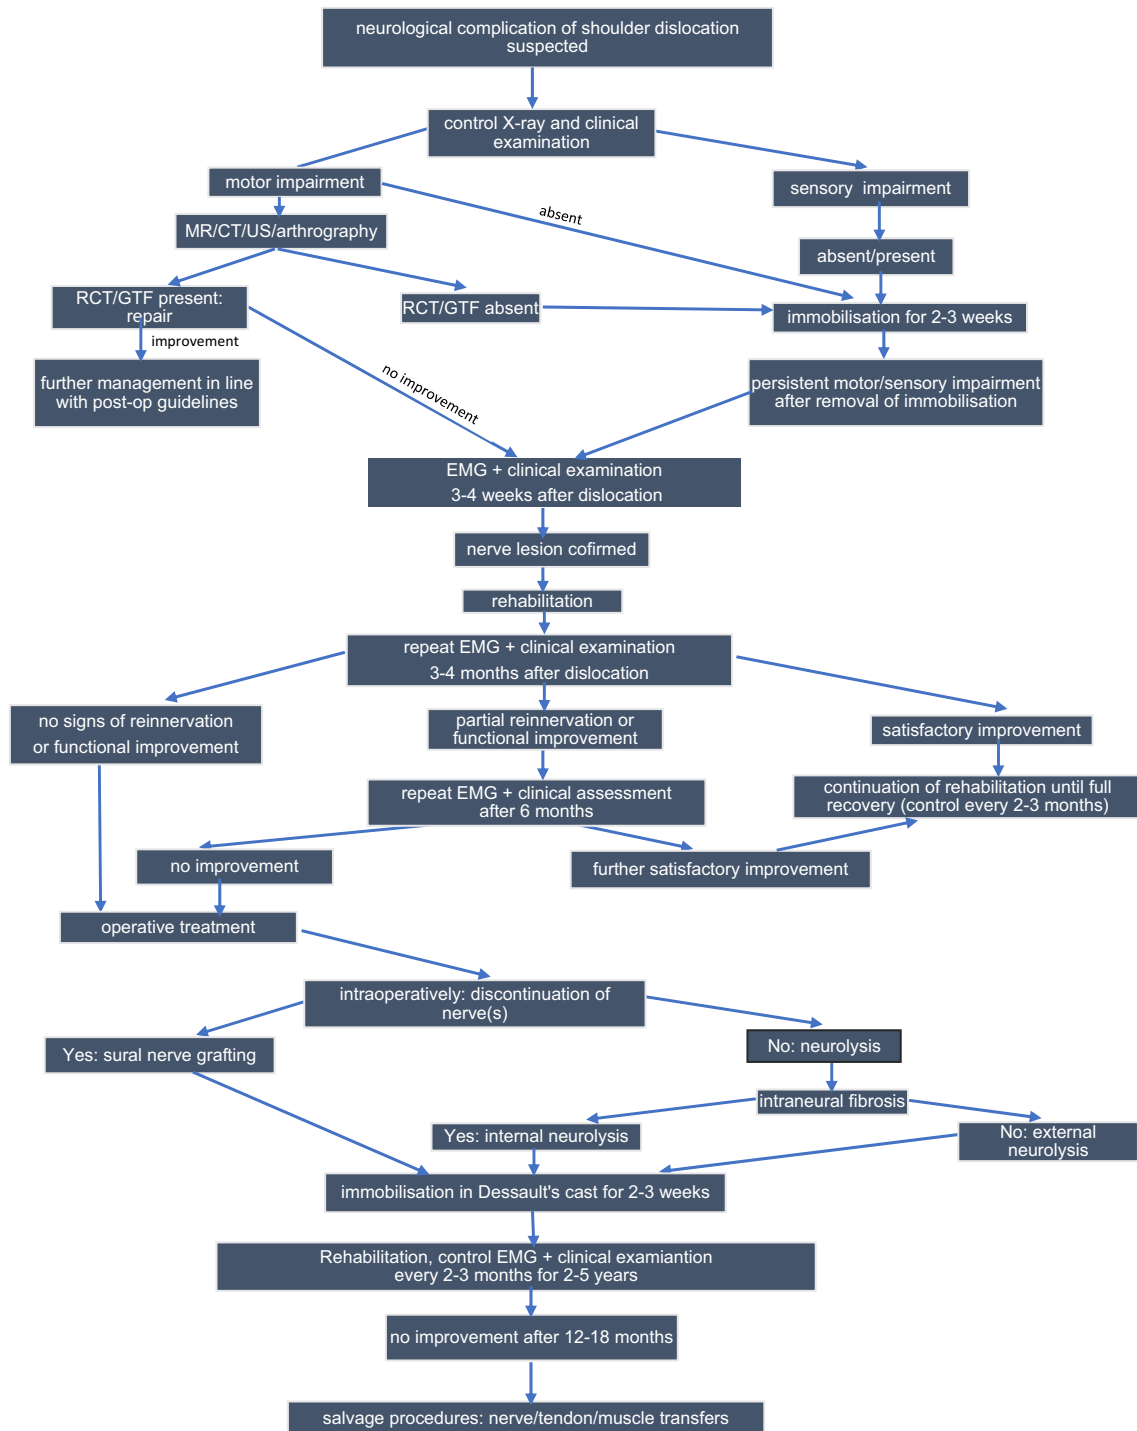 neurological complication of shoulder dislocation
suspected
control X-ray and clinical
examination
motor impairment
sensory impairment
absent
MR/CT/US/arthrography
absent/present
RCT/GTF present:
repair
RCT/GTF absent
immobilisation for 2-3 weeks
improvement
further management in line
with post-op guidelines
no improvement
persistent motor/sensory impairment
after removal of immobilisation
EMG + clinical examination
3-4 weeks after dislocation
nerve lesion cofirmed
rehabilitation
repeat EMG + clinical examination
3-4 months after dislocation
no signs of reinnervation
or functional improvement
partial reinnervation or
functional improvement
satisfactory improvement
repeat EMG + clinical assessment
after 6 months
continuation of rehabilitation until full
recovery (control every 2-3 months)
no improvement
further satisfactory improvement
operative treatment
intraoperatively: discontinuation of
nerve(s)
Yes: sural nerve grafting
No: neurolysis
intraneural fibrosis
Yes: internal neurolysis
No: external
neurolysis
immobilisation in Dessault's cast for 2-3 weeks
Rehabilitation, control EMG + clinical examiantion
every 2-3 months for 2-5 years
no improvement after 12-18 months
salvage procedures: nerve/tendon/muscle transfers